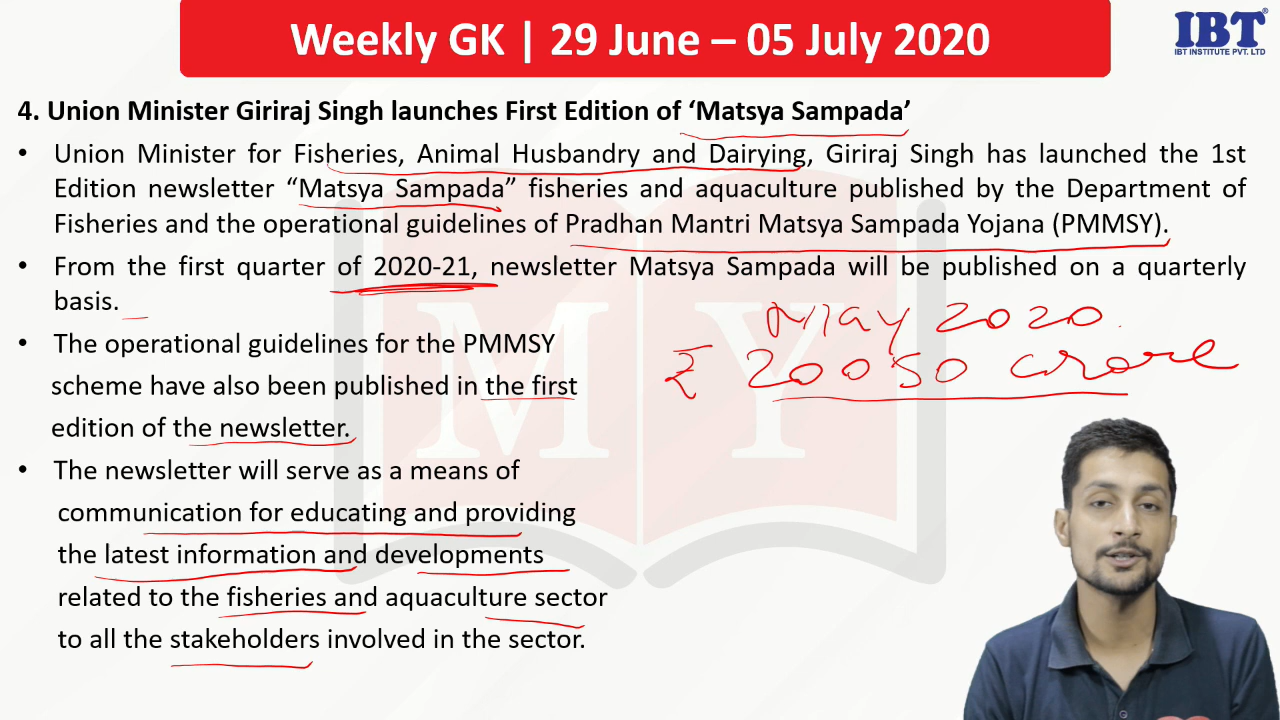 Weekly GK | 29 June – 05 July 2020
IBT®
IBT INSTITUTE PVT. LTD
4. Union Minister Giriraj Singh launches First Edition of ‘Matsya Sampada’
• Union Minister for Fisheries, Animal Husbandry and Dairying, Giriraj Singh has launched the 1st
Edition newsletter “Matsya Sampada” fisheries and aquaculture published by the Department of
Fisheries and the operational guidelines of Pradhan Mantri Matsya Sampada Yojana (PMMSY).
• From the first quarter of 2020-21, newsletter Matsya Sampada will be published on a quarterly
basis.
May 2020.
₹ 20050 crore
• The operational guidelines for the PMMSY
scheme have also been published in the first
edition of the newsletter.
• The newsletter will serve as a means of
communication for educating and providing
the latest information and developments
related to the fisheries and aquaculture sector
to all the stakeholders involved in the sector.
M Y